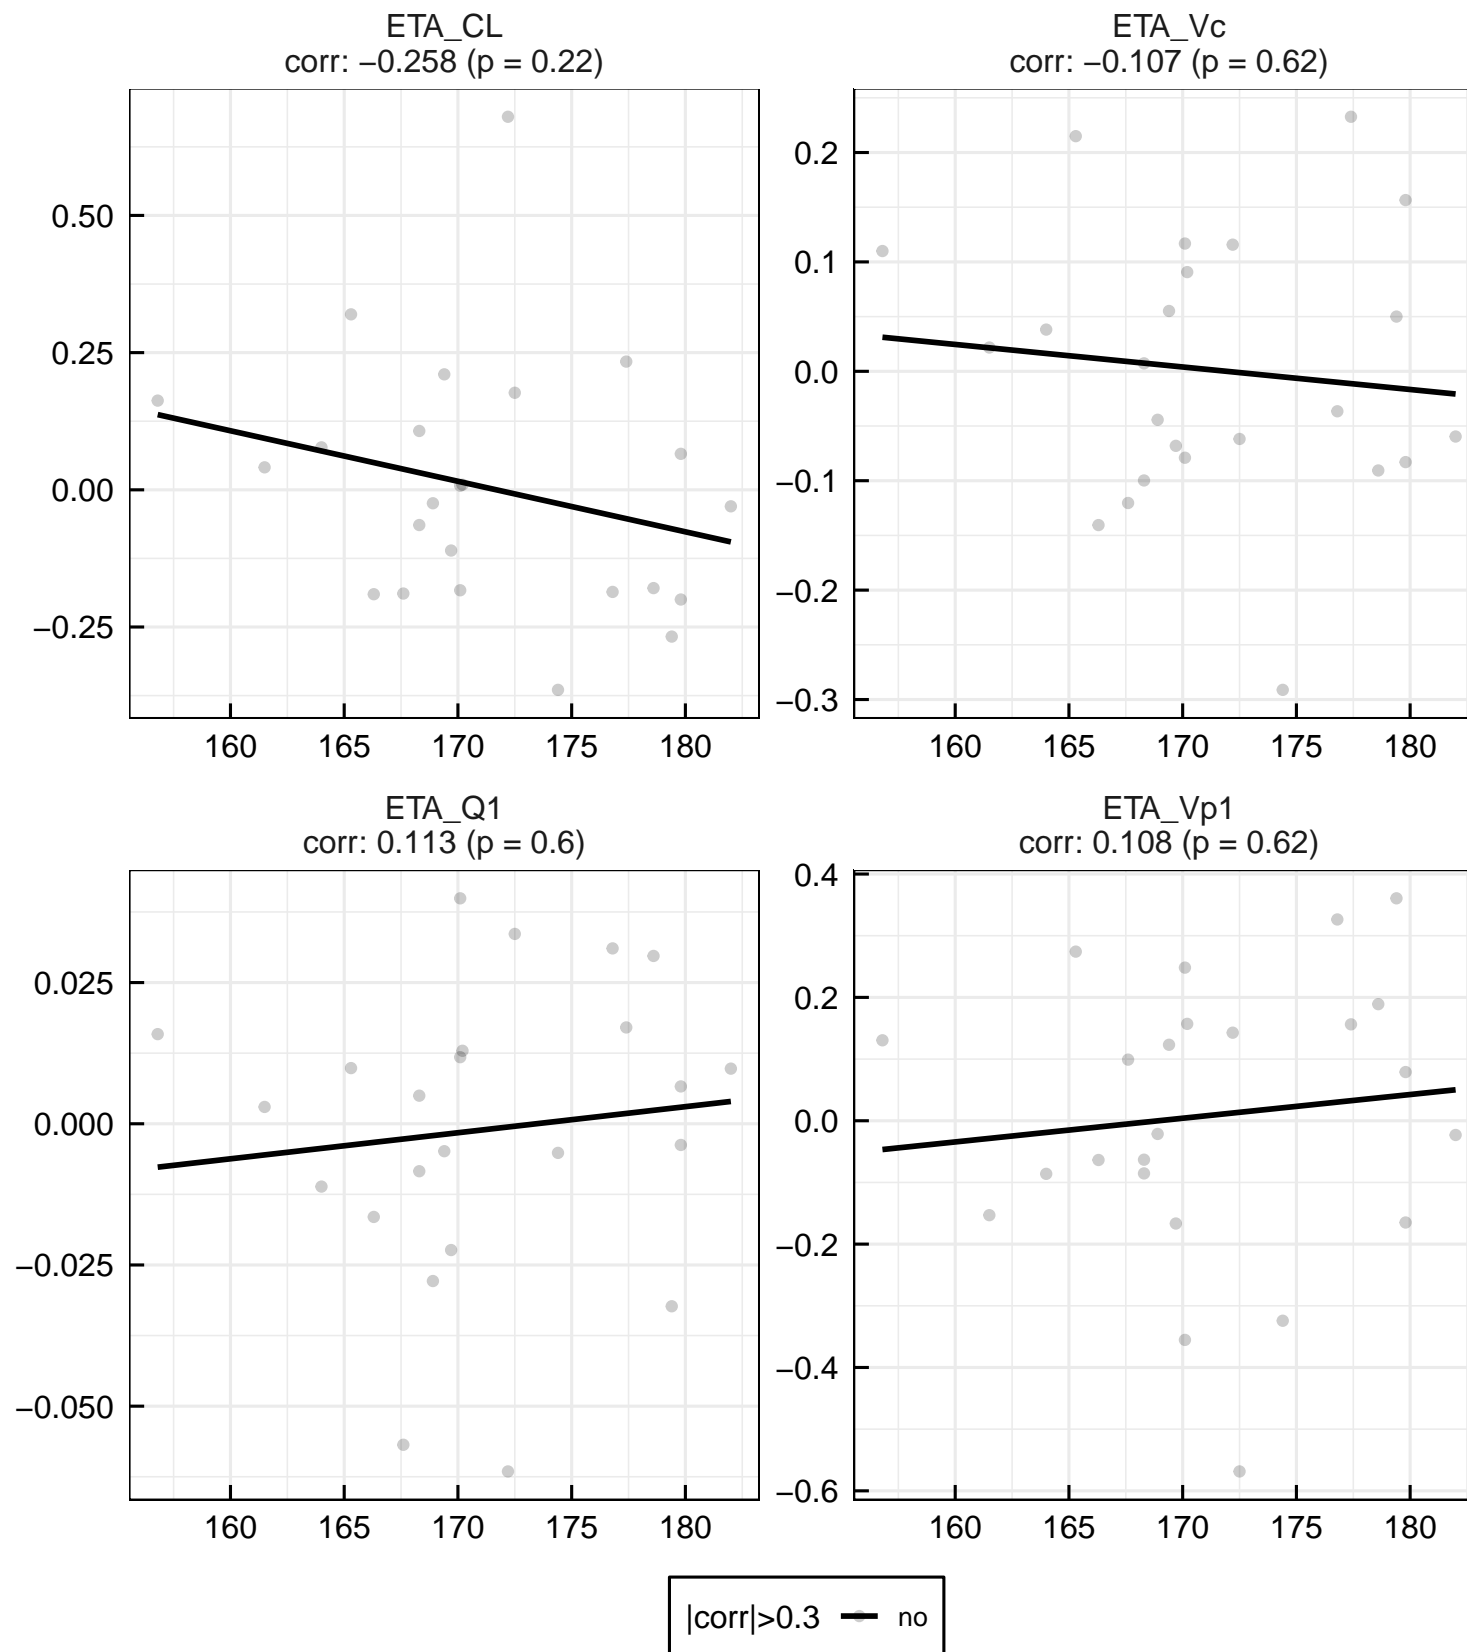 ETA_CL
corr: −0.258 (p = 0.22)
0.50
0.25
0.00
−0.25
160 165 170 175 180
ETA_Vc
corr: −0.107 (p = 0.62)
0.2
0.1
0.0
−0.1
−0.2
−0.3
160 165 170 175 180
ETA_Q1
corr: 0.113 (p = 0.6)
0.025
0.000
−0.025
−0.050
160 165 170 175 180
ETA_Vp1
corr: 0.108 (p = 0.62)
0.4
0.2
0.0
−0.2
−0.4
−0.6
160 165 170 175 180
|corr|>0.3 no